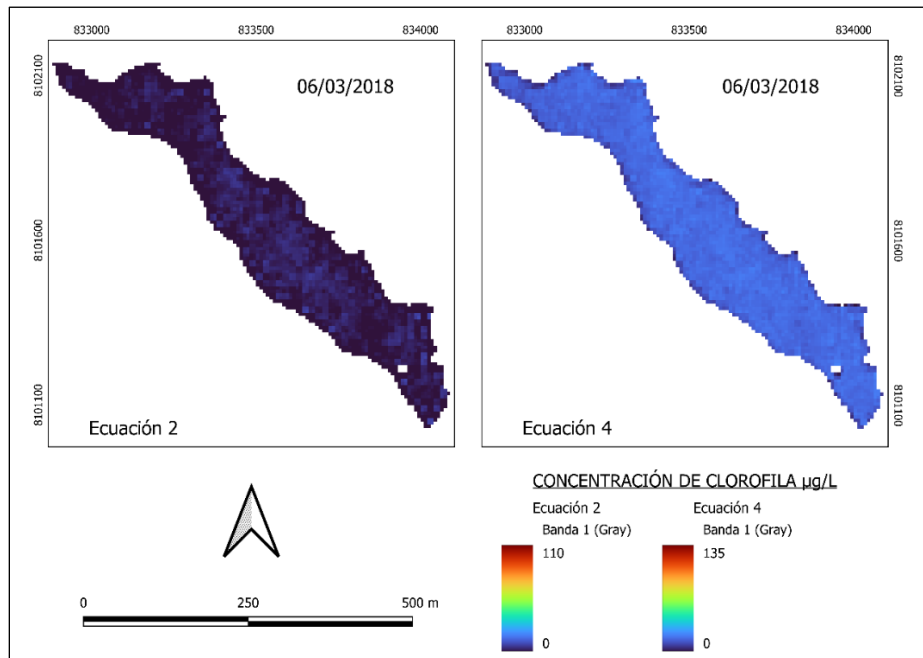 833000 833500 834000 833000 833500 834000
8102100 06/03/2018 06/03/2018 8102100
8101600 8101600
8101100 8101100
Ecuación 2 Ecuación 4
CONCENTRACIÓN DE CLOROFILA µg/L
Ecuación 2 Ecuación 4
Banda 1 (Gray) Banda 1 (Gray)
110 135
0 0
0 250 500 m